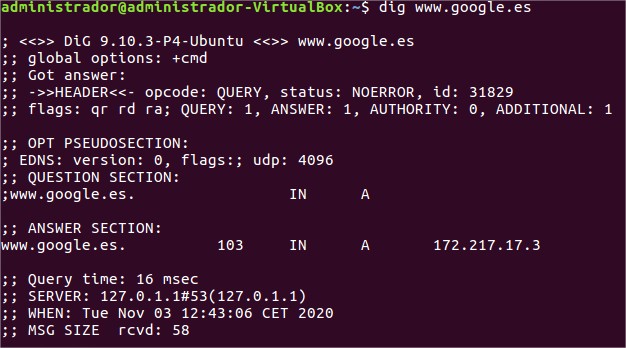 administrador@administrador-VirtualBox:~$ dig www.google.es
; <<>> DiG 9.10.3-P4-Ubuntu <<>> www.google.es
;; global options: +cmd
;; Got answer:
;; ->>HEADER<<- opcode: QUERY, status: NOERROR, id: 31829
;; flags: qr rd ra; QUERY: 1, ANSWER: 1, AUTHORITY: 0, ADDITIONAL: 1
;; OPT PSEUDOSECTION:
; EDNS: version: 0, flags:; udp: 4096
;; QUESTION SECTION:
;www.google.es. IN A
;; ANSWER SECTION:
www.google.es. 103 IN A 172.217.17.3
;; Query time: 16 msec
;; SERVER: 127.0.1.1#53(127.0.1.1)
;; WHEN: Tue Nov 03 12:43:06 CET 2020
;; MSG SIZE rcvd: 58